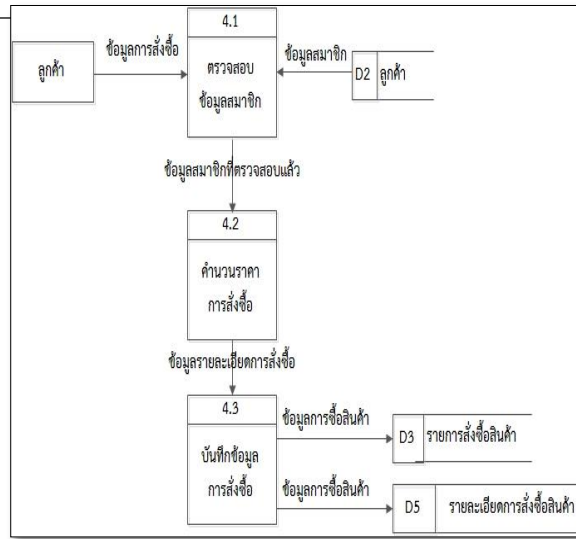 4.1
ข้อมูลการสั่งซื้อ
ข้อมูลสมาชิก
ลูกค้า
ตรวจสอบ
ข้อมูลสมาชิก
D2 ลูกค้า
ข้อมูลสมาชิกที่ตรวจสอบแล้ว
4.2
คำนวนราคา
การสั่งซื้อ
ข้อมูลรายละเอียดการสั่งซื้อ
4.3
บันทึกข้อมูล
การสั่งซื้อ
ข้อมูลการซื้อสินค้า
D3 รายการสั่งซื้อสินค้า
ข้อมูลการซื้อสินค้า
D5 รายละเอียดการสั่งซื้อสินค้า